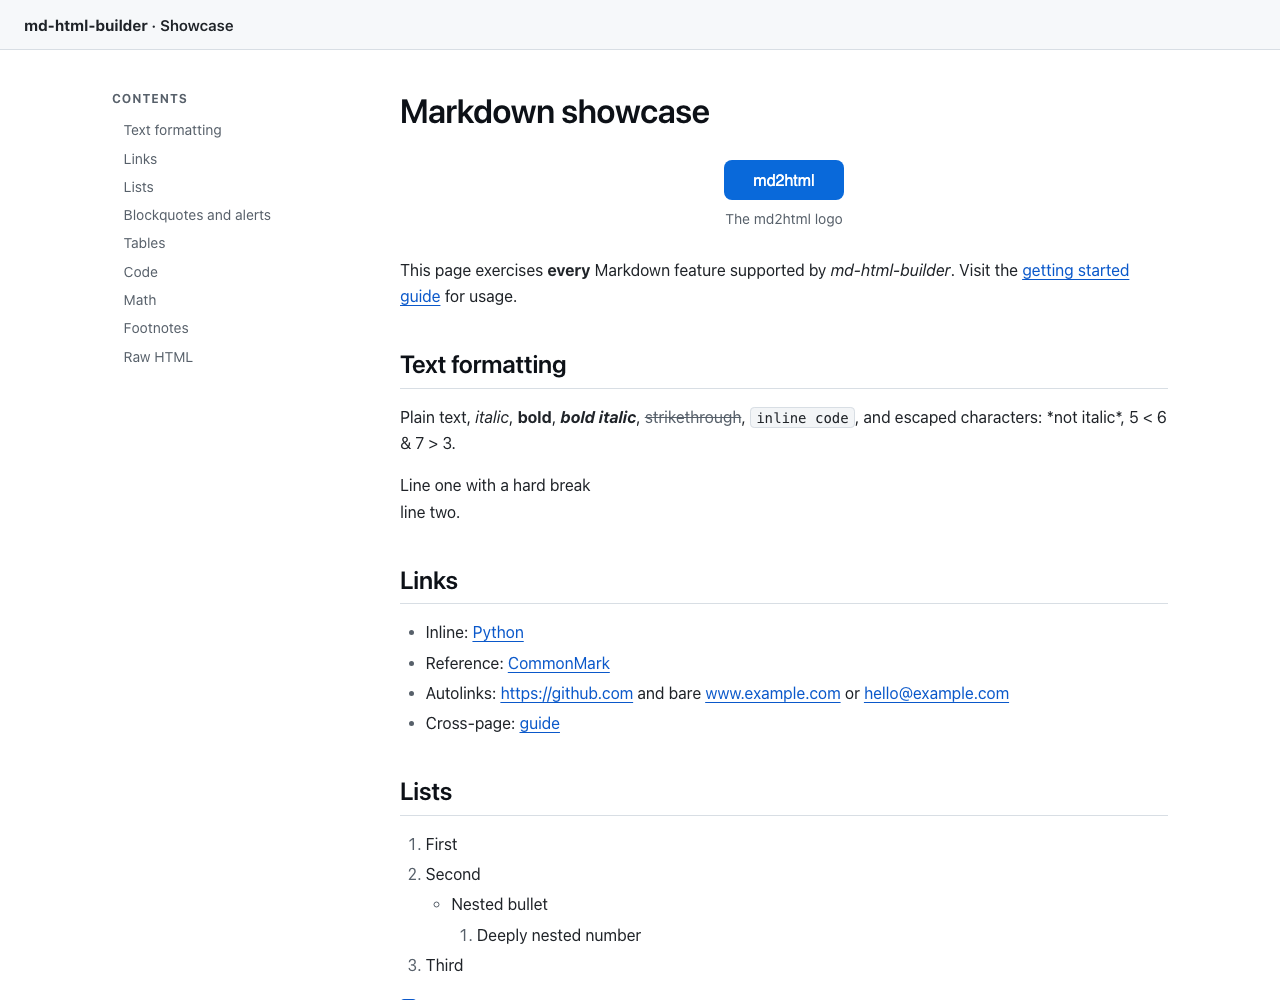 md-html-builder · Showcase
CONTENTS
Text formatting
Links
Lists
Blockquotes and alerts
Tables
Code
Math
Footnotes
Raw HTML
Markdown showcase
md2html
The md2html logo
This page exercises every Markdown feature supported by md-html-builder. Visit the getting started
guide for usage.
Text formatting
Plain text, italic, bold, bold italic, strikethrough, inline code, and escaped characters: *not italic*, 5 < 6
& 7 > 3.
Line one with a hard break
line two.
Links
• Inline: Python
• Reference: CommonMark
• Autolinks: https://github.com and bare www.example.com or hello@example.com
• Cross-page: guide
Lists
1. First
2. Second
◦ Nested bullet
1. Deeply nested number
3. Third